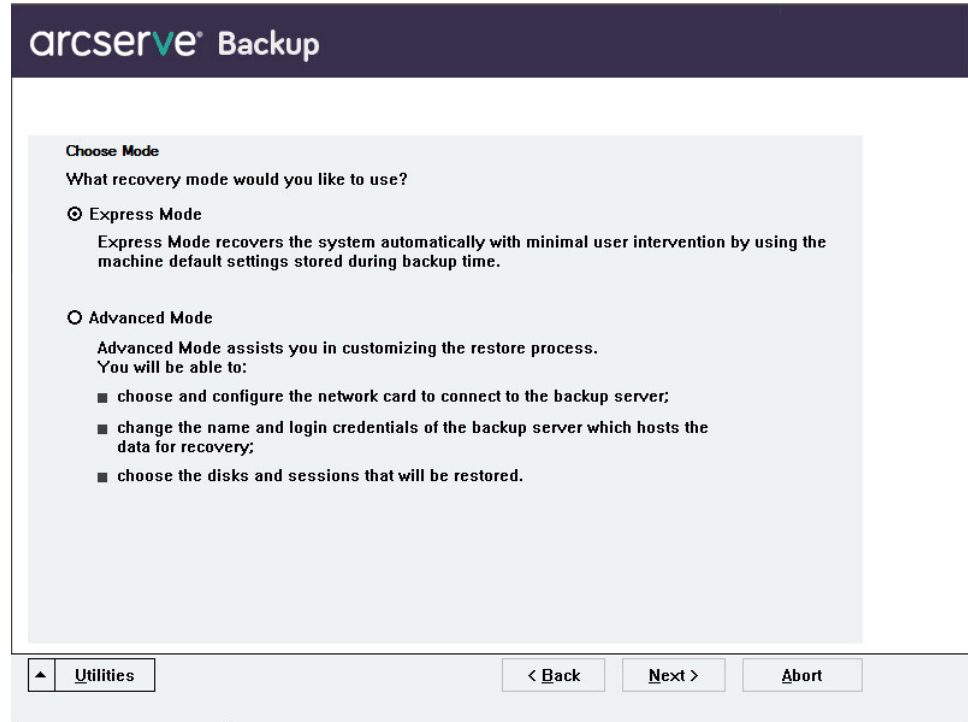 arcserve® Backup
Choose Mode
What recovery mode would you like to use?
Express Mode
Express Mode recovers the system automatically with minimal user intervention by using the
machine default settings stored during backup time.
Advanced Mode
Advanced Mode assists you in customizing the restore process.
You will be able to:
choose and configure the network card to connect to the backup server;
change the name and login credentials of the backup server which hosts the
data for recovery;
choose the disks and sessions that will be restored.
Utilities
< Back
Next >
Abort